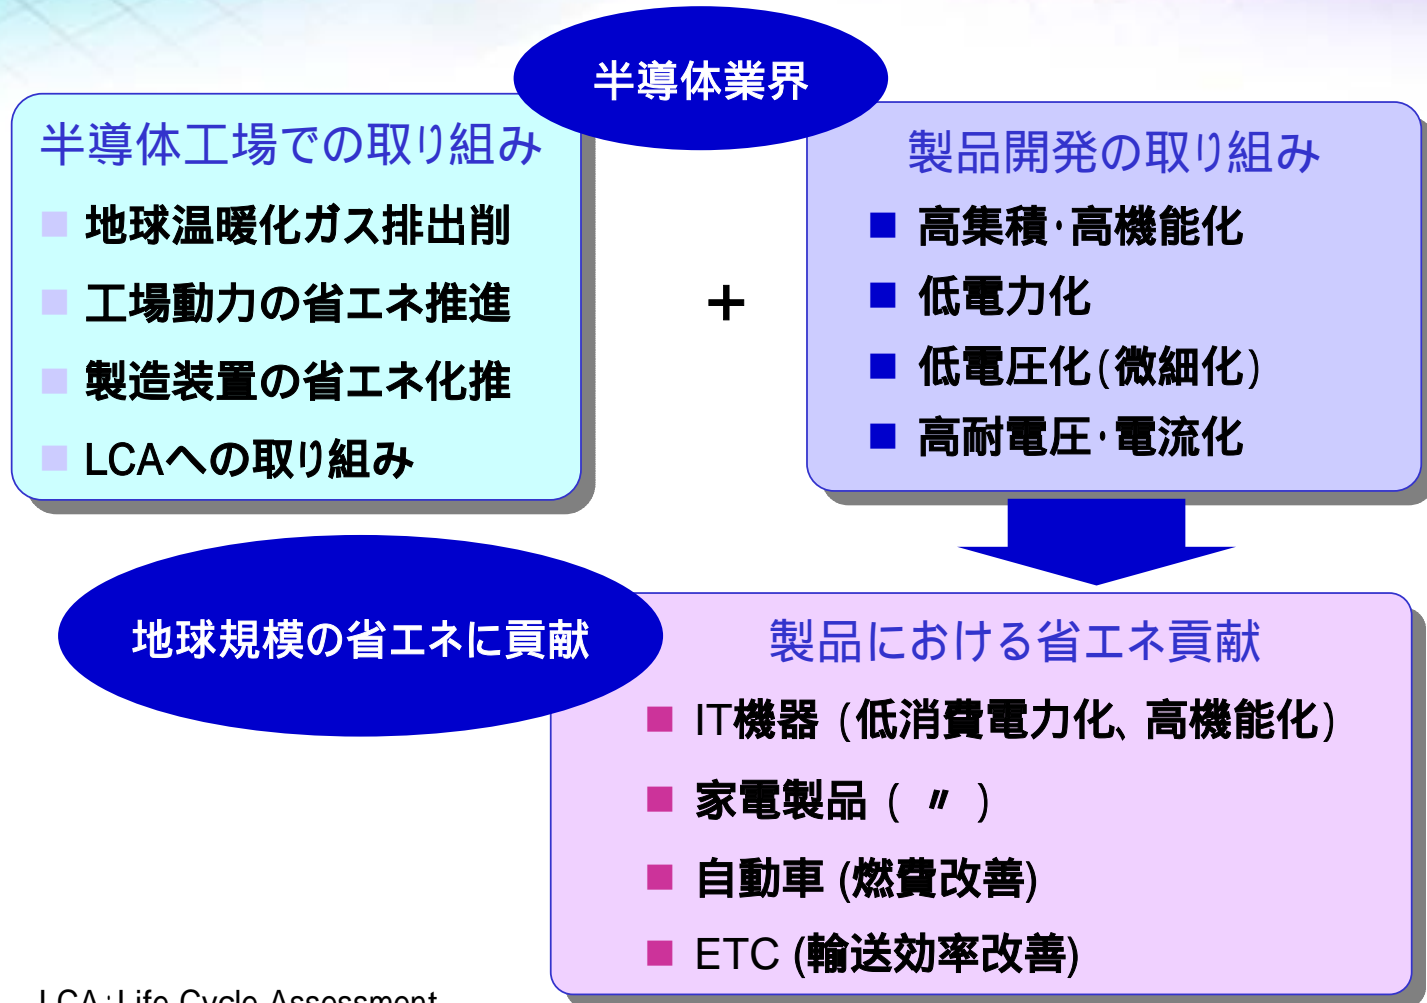 半導体業界
半導体工場での取り組み
地球温暖化ガス排出削
工場動力の省エネ推進
製造装置の省エネ化推
LCAへの取り組み
+
製品開発の取り組み
高集積・高機能化
低電力化
低電圧化(微細化)
高耐電圧・電流化
地球規模の省エネに貢献
製品における省エネ貢献
IT機器 (低消費電力化、高機能化)
家電製品 ( 〃 )
自動車 (燃費改善)
ETC (輸送効率改善)
LCA:Life Cycle Assessment